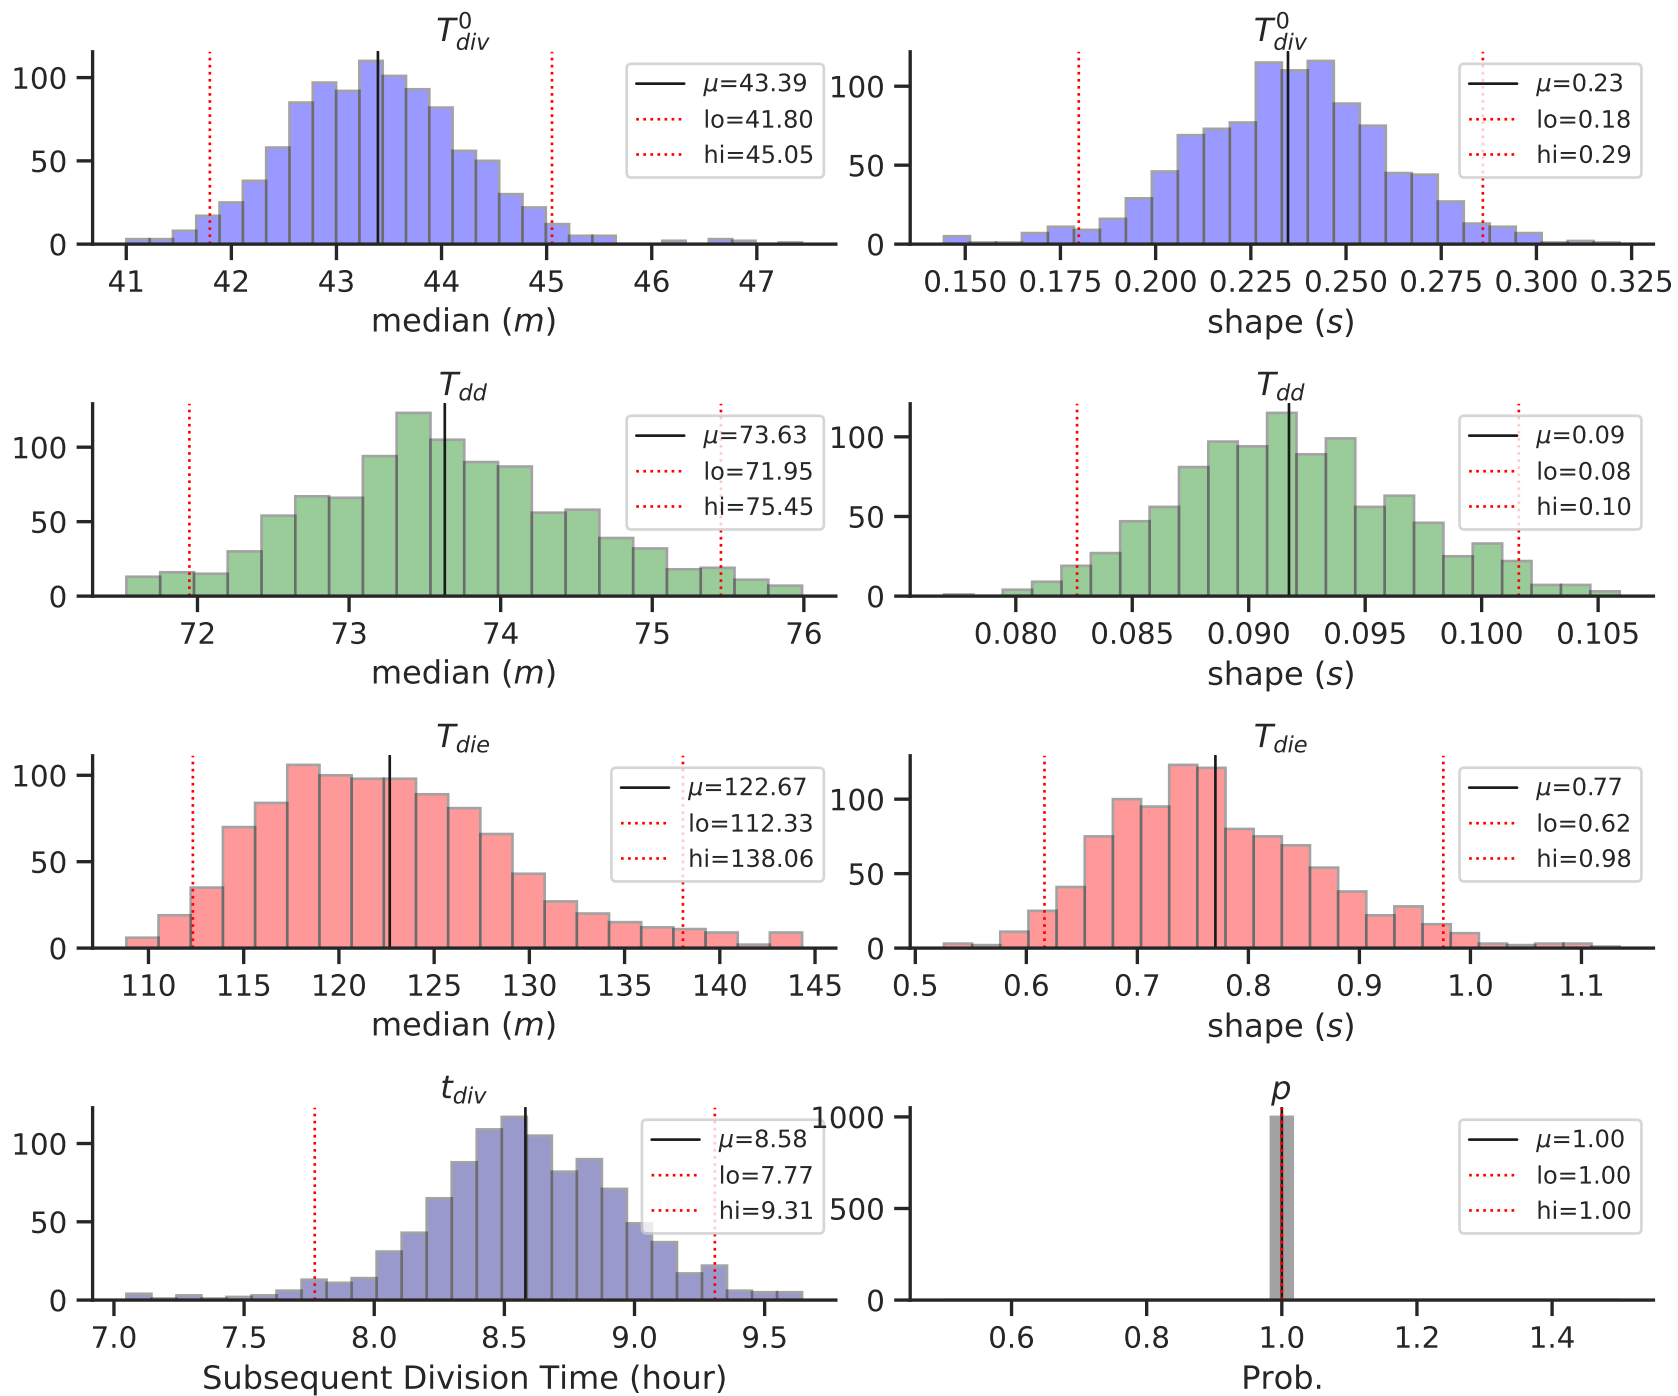 T⁰div
100
50
0
μ=43.39
lo=41.80
hi=45.05
41 42 43 44 45 46 47
median (m)
T⁰div
100
50
0
μ=0.23
lo=0.18
hi=0.29
0.150 0.175 0.200 0.225 0.250 0.275 0.300 0.325
shape (s)
Tdd
100
50
0
μ=73.63
lo=71.95
hi=75.45
72 73 74 75 76
median (m)
Tdd
100
50
0
μ=0.09
lo=0.08
hi=0.10
0.080 0.085 0.090 0.095 0.100 0.105
shape (s)
Tdie
100
50
0
μ=122.67
lo=112.33
hi=138.06
110 115 120 125 130 135 140 145
median (m)
Tdie
100
50
0
μ=0.77
lo=0.62
hi=0.98
0.5 0.6 0.7 0.8 0.9 1.0 1.1
shape (s)
tdiv
100
50
0
μ=8.58
lo=7.77
hi=9.31
7.0 7.5 8.0 8.5 9.0 9.5
Subsequent Division Time (hour)
p
1000
500
0
μ=1.00
lo=1.00
hi=1.00
0.6 0.8 1.0 1.2 1.4
Prob.